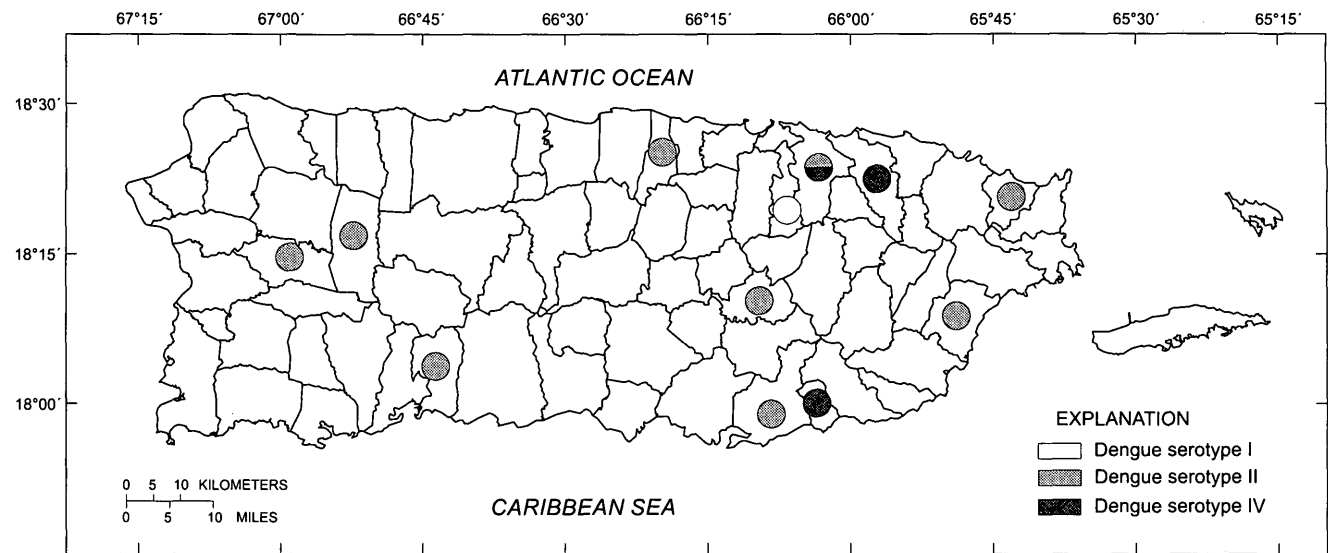 67°15´ 67°00´ 66°45´ 66°30´ 66°15´ 66°00´ 65°45´ 65°30´ 65°15´
ATLANTIC OCEAN
18°30´
18°15´
18°00´
EXPLANATION
Dengue serotype I
Dengue serotype II
Dengue serotype IV
0 5 10 KILOMETERS
0 5 10 MILES
CARIBBEAN SEA